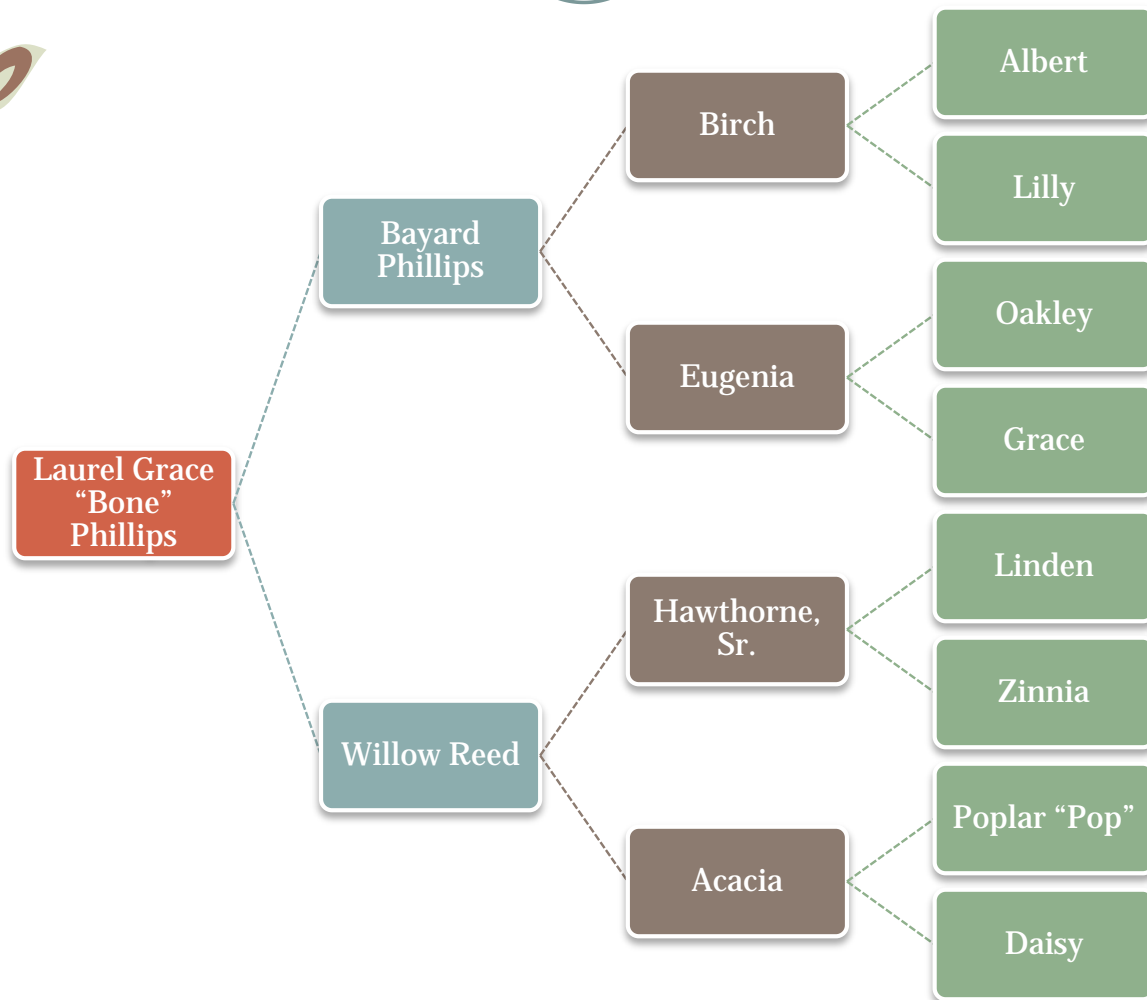 Albert
Birch
Lilly
Bayard
Phillips
Oakley
Eugenia
Grace
Laurel Grace
“Bone”
Phillips
Linden
Hawthorne,
Sr.
Zinnia
Willow Reed
Poplar “Pop”
Acacia
Daisy